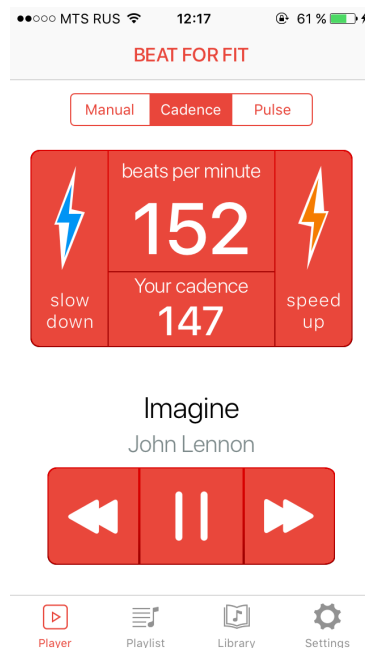 MTS RUS 12:17 61 %
BEAT FOR FIT
Manual Cadence Pulse
beats per minute
152
Your cadence
147
slow
down
speed
up
Imagine
John Lennon
Player Playlist Library Settings